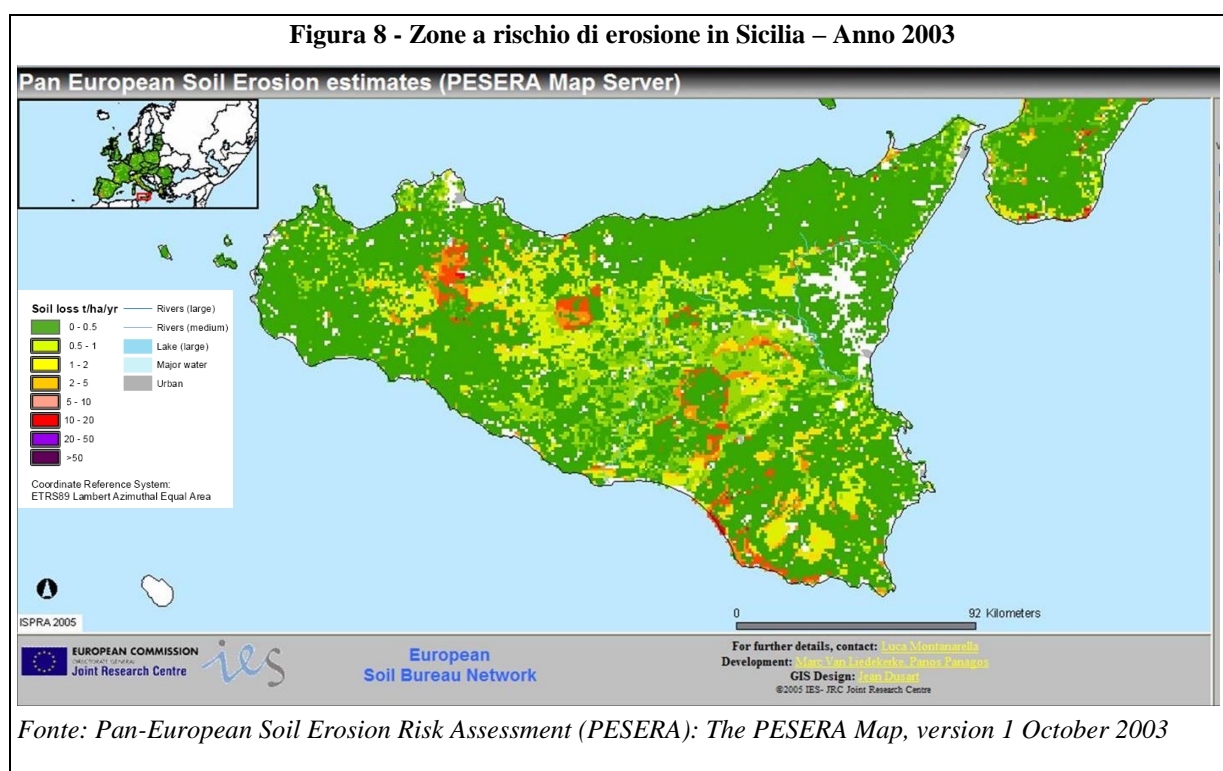 Figura 8 - Zone a rischio di erosione in Sicilia – Anno 2003
Pan European Soil Erosion estimates (PESERA Map Server)
Soil loss t/ha/yr
0 - 0.5
0.5 - 1
1 - 2
2 - 5
5 - 10
10 - 20
20 - 50
>50
Rivers (large)
Rivers (medium)
Lake (large)
Major water
Urban
Coordinate Reference System:
ETRS89 Lambert Azimuthal Equal Area
0 92 Kilometers
ISPRA 2005
EUROPEAN COMMISSION
DIRECTORATE GENERAL
Joint Research Centre
ies
European
Soil Bureau Network
For further details, contact: Luca Montanarella
Development: Marc Van Liedekerke, Panos Panagos
GIS Design: Jean Dusart
©2005 IES- JRC Joint Research Centre
Fonte: Pan-European Soil Erosion Risk Assessment (PESERA): The PESERA Map, version 1 October 2003